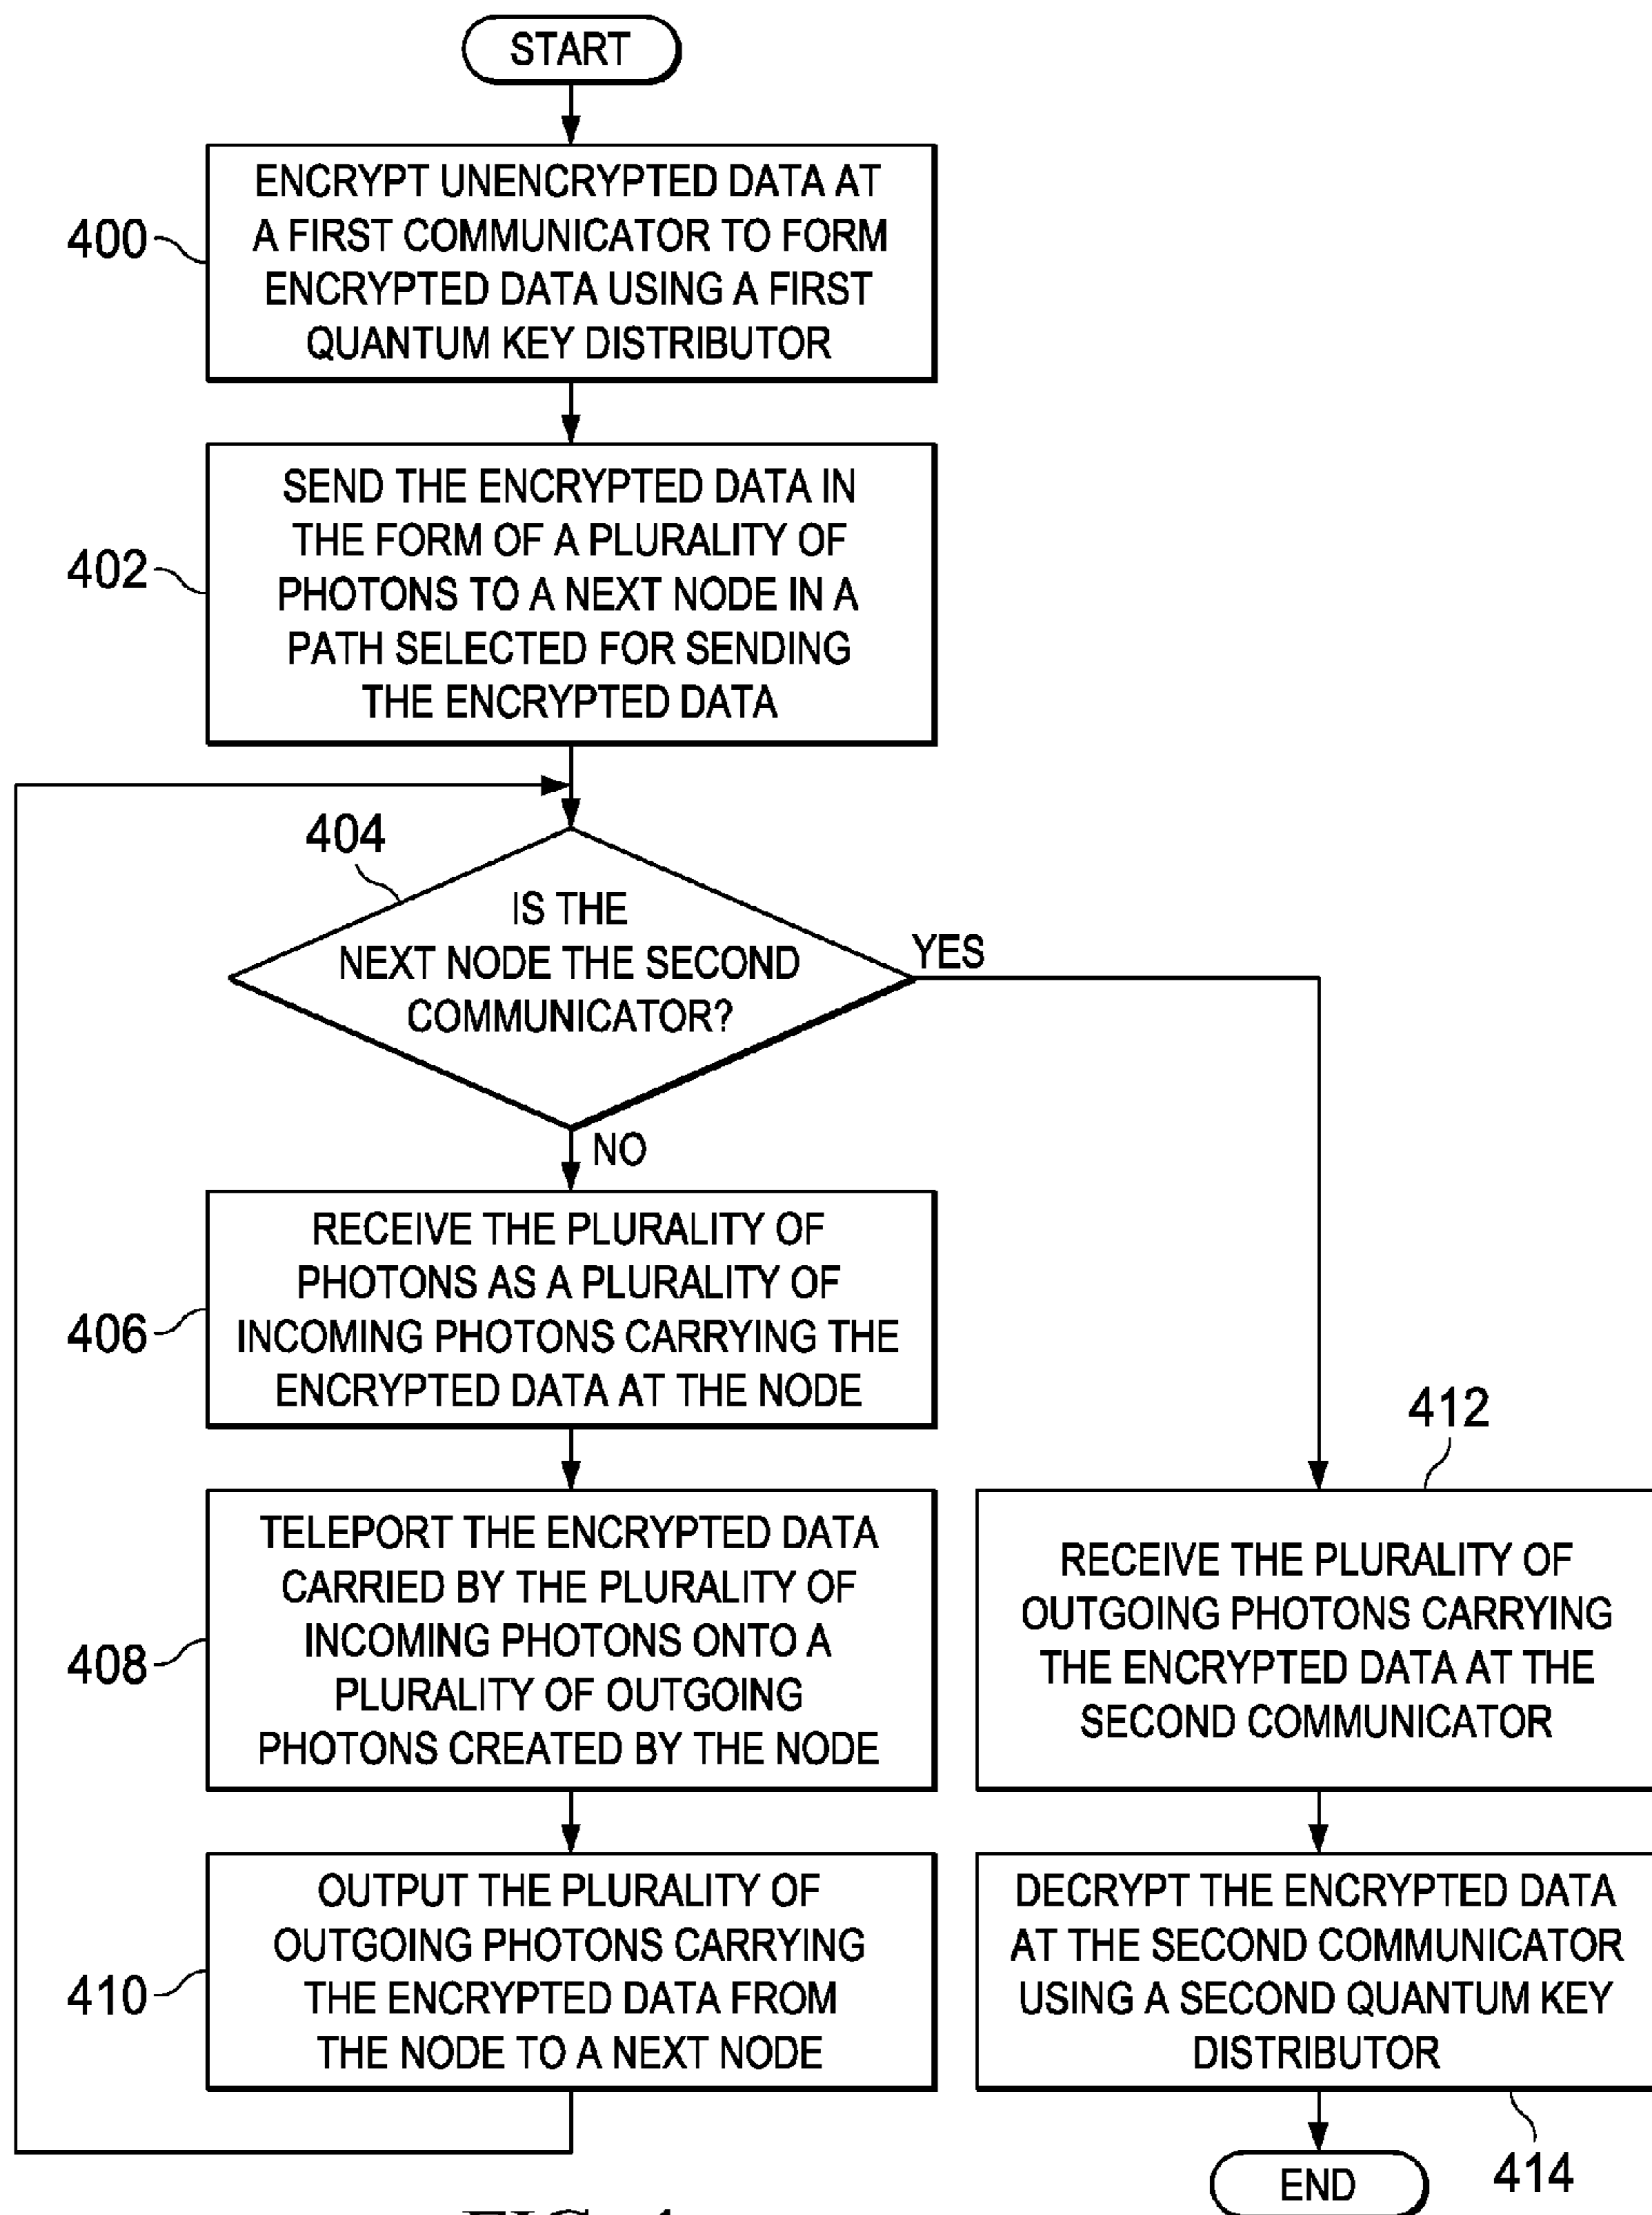 START
400
ENCRYPT UNENCRYPTED DATA AT
A FIRST COMMUNICATOR TO FORM
ENCRYPTED DATA USING A FIRST
QUANTUM KEY DISTRIBUTOR
402
SEND THE ENCRYPTED DATA IN
THE FORM OF A PLURALITY OF
PHOTONS TO A NEXT NODE IN A
PATH SELECTED FOR SENDING
THE ENCRYPTED DATA
404
IS THE
NEXT NODE THE SECOND
COMMUNICATOR?
YES
NO
406
RECEIVE THE PLURALITY OF
PHOTONS AS A PLURALITY OF
INCOMING PHOTONS CARRYING THE
ENCRYPTED DATA AT THE NODE
408
TELEPORT THE ENCRYPTED DATA
CARRIED BY THE PLURALITY OF
INCOMING PHOTONS ONTO A
PLURALITY OF OUTGOING
PHOTONS CREATED BY THE NODE
410
OUTPUT THE PLURALITY OF
OUTGOING PHOTONS CARRYING
THE ENCRYPTED DATA FROM
THE NODE TO A NEXT NODE
412
RECEIVE THE PLURALITY OF
OUTGOING PHOTONS CARRYING
THE ENCRYPTED DATA AT THE
SECOND COMMUNICATOR
DECRYPT THE ENCRYPTED DATA
AT THE SECOND COMMUNICATOR
USING A SECOND QUANTUM KEY
DISTRIBUTOR
414
END